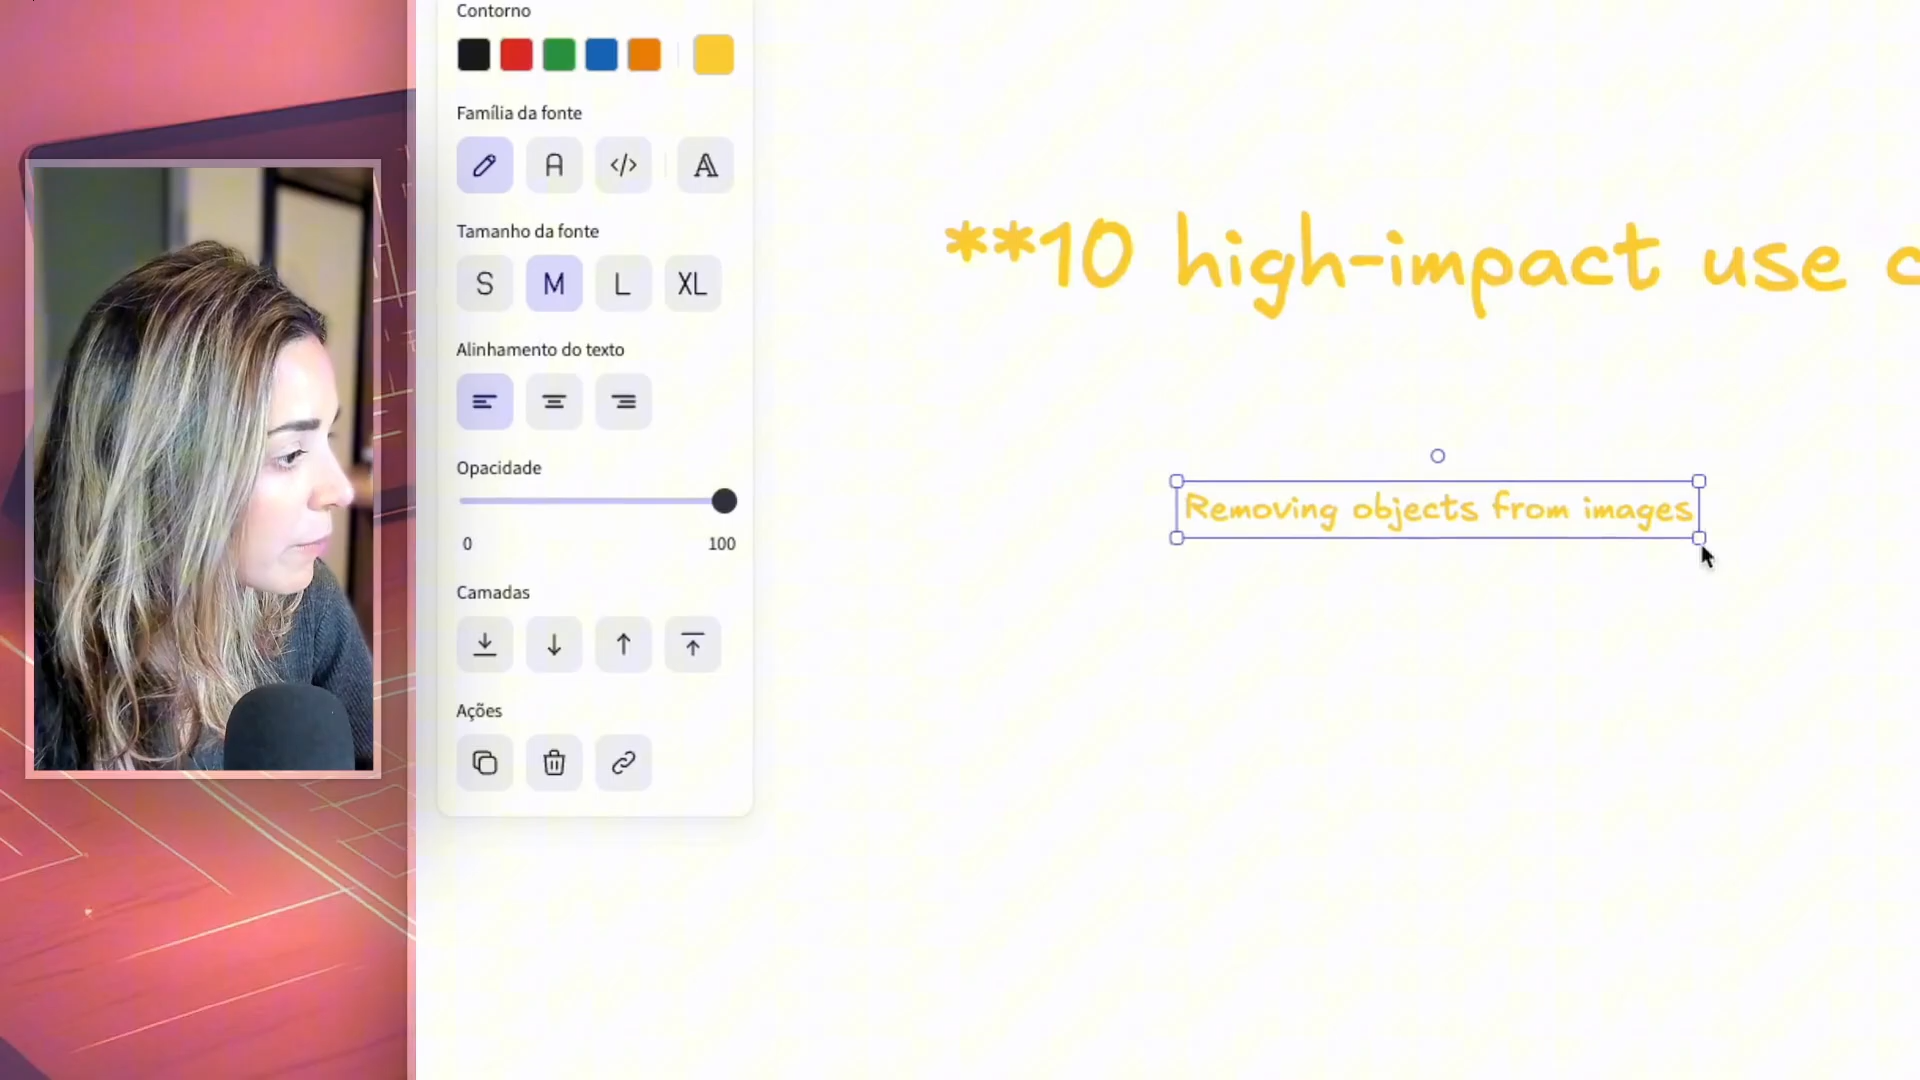 Contorno
Família da fonte
A </> A
Tamanho da fonte
S M L XL
Alinhamento do texto
Opacidade
0 100
Camadas
Ações
**10 high-impact use
Removing objects from images